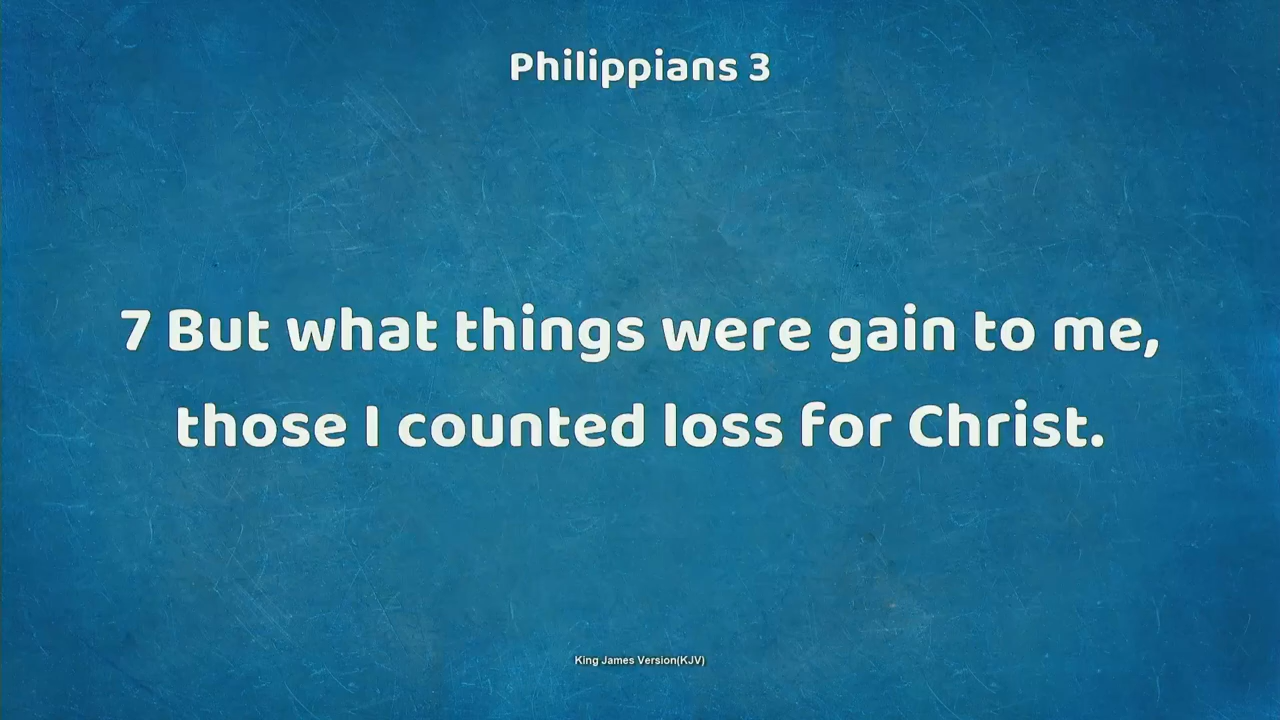 Philippians 3
7 But what things were gain to me,
those I counted loss for Christ.
King James Version(KJV)